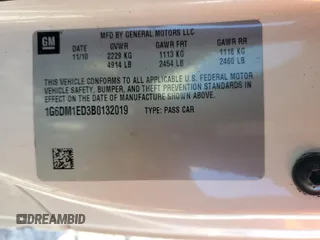 GM
MFD BY GENERAL MOTORS LLC
11/10 GVWR GAWR FRT GAWR RR
2229 KG 1113 KG 1116 KG
4914 LB 2454 LB 2460 LB
THIS VEHICLE CONFORMS TO ALL APPLICABLE U.S. FEDERAL MOTOR
VEHICLE SAFETY, BUMPER, AND THEFT PREVENTION STANDARDS IN
EFFECT ON THE DATE OF MANUFACTURE SHOWN ABOVE.
1G6DM1ED3B0132019 TYPE: PASS CAR
DREAMBID